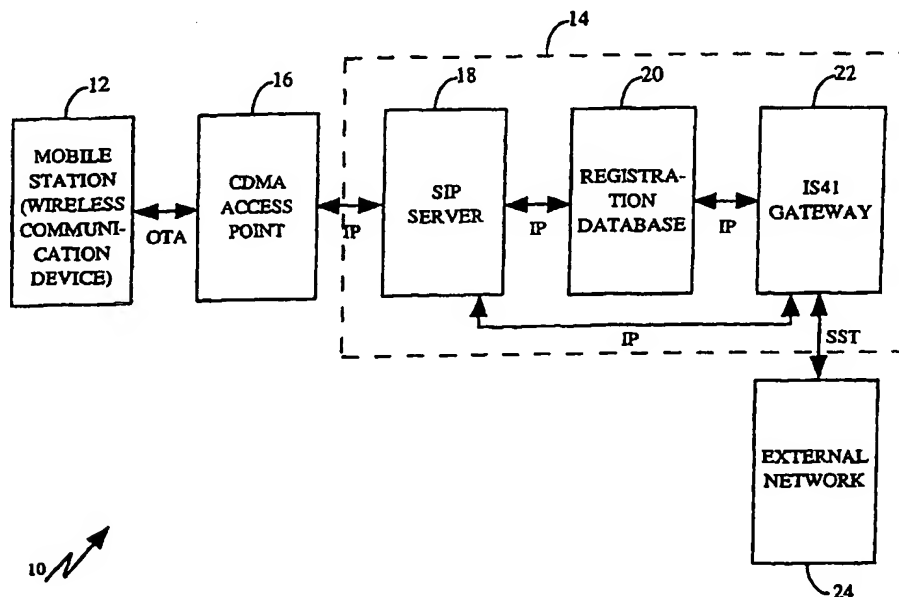 14
12
16
18
20
22
MOBILE
STATION
(WIRELESS
COMMUNI-
CATION
DEVICE)
OTA
CDMA
ACCESS
POINT
IP
SIP
SERVER
IP
REGISTRA-
TION
DATABASE
IP
IS41
GATEWAY
IP
SST
EXTERNAL
NETWORK
10
24